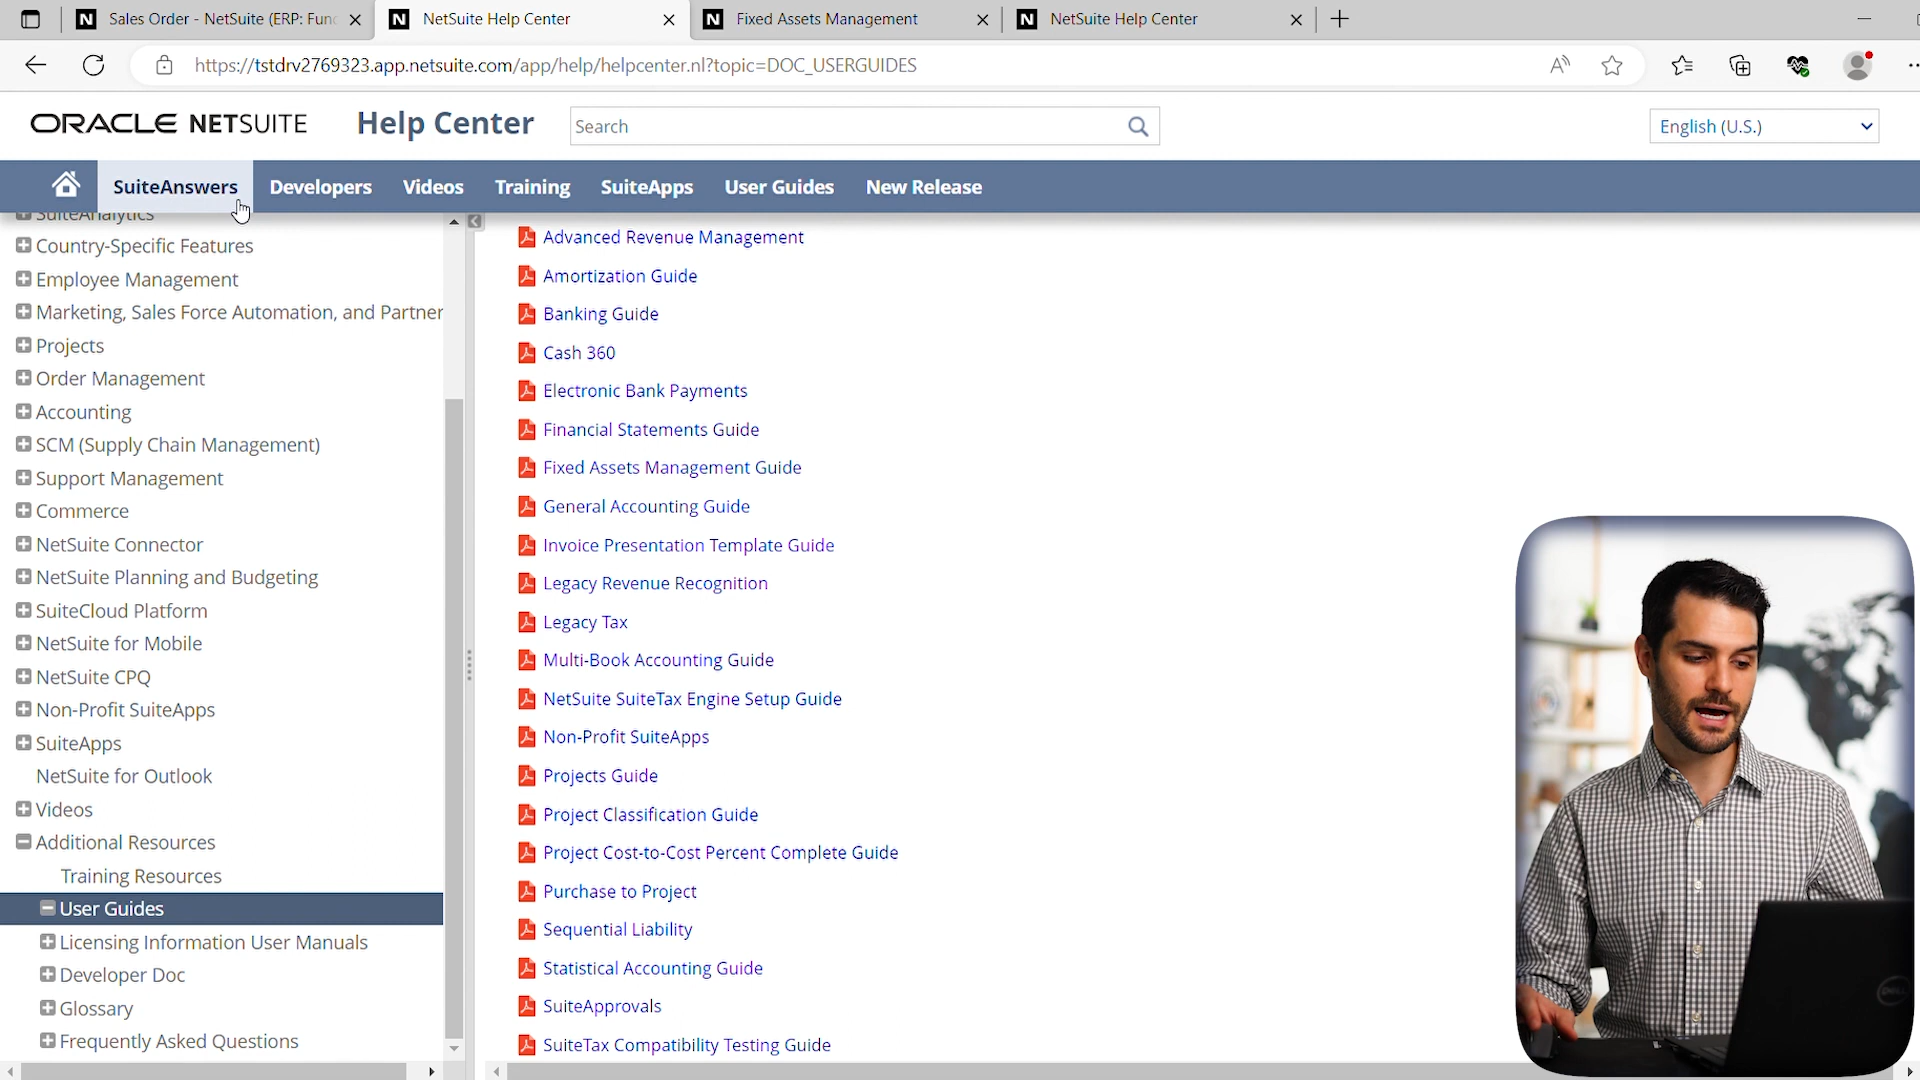 Sales Order - NetSuite (ERP: Fun
NetSuite Help Center
Fixed Assets Management
NetSuite Help Center
https://tstdrv2769323.app.netsuite.com/app/help/helpcenter.nl?topic=DOC_USERGUIDES
ORACLE NETSUITE
Help Center
Search
English (U.S.)
SuiteAnswers
Developers
Videos
Training
SuiteApps
User Guides
New Release
SuiteAnalytics
Country-Specific Features
Employee Management
Marketing, Sales Force Automation, and Partner
Projects
Order Management
Accounting
SCM (Supply Chain Management)
Support Management
Commerce
NetSuite Connector
NetSuite Planning and Budgeting
SuiteCloud Platform
NetSuite for Mobile
NetSuite CPQ
Non-Profit SuiteApps
SuiteApps
NetSuite for Outlook
Videos
Additional Resources
Training Resources
User Guides
Licensing Information User Manuals
Developer Doc
Glossary
Frequently Asked Questions
Advanced Revenue Management
Amortization Guide
Banking Guide
Cash 360
Electronic Bank Payments
Financial Statements Guide
Fixed Assets Management Guide
General Accounting Guide
Invoice Presentation Template Guide
Legacy Revenue Recognition
Legacy Tax
Multi-Book Accounting Guide
NetSuite SuiteTax Engine Setup Guide
Non-Profit SuiteApps
Projects Guide
Project Classification Guide
Project Cost-to-Cost Percent Complete Guide
Purchase to Project
Sequential Liability
Statistical Accounting Guide
SuiteApprovals
SuiteTax Compatibility Testing Guide
DELL